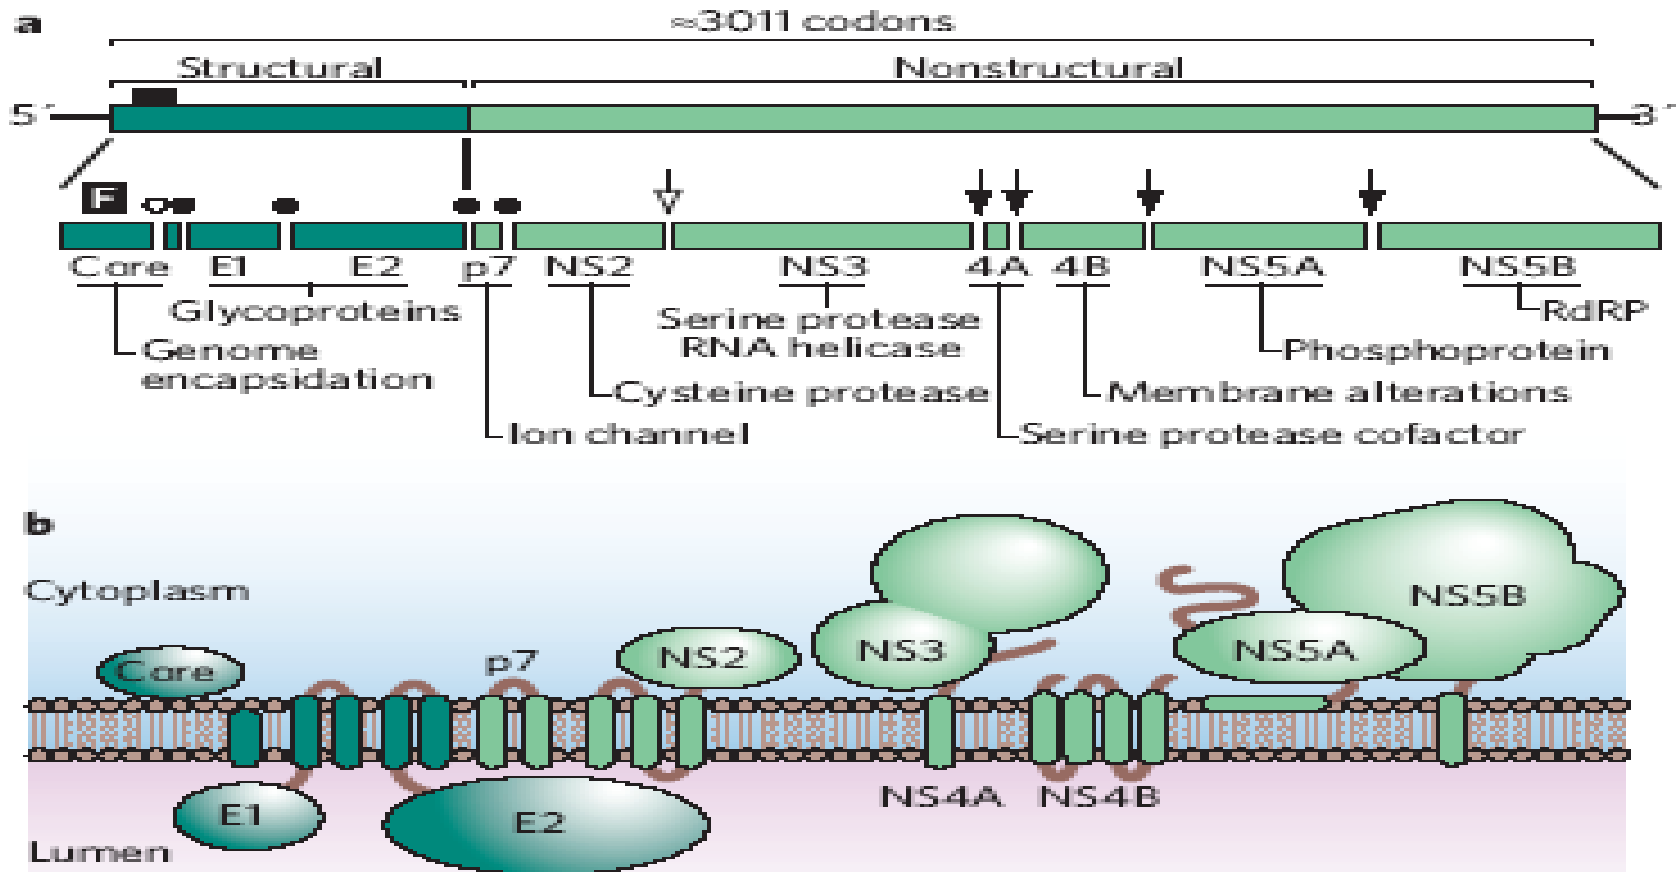 a
≈3011 codons
Structural Nonstructural
5´ 3´
F
Core E1 E2 p7 NS2 NS3 4A 4B NS5A NS5B
Glycoproteins
Serine protease
RNA helicase
RdRP
Genome
encapsidation
Phosphoprotein
Cysteine protease
Membrane alterations
Ion channel
Serine protease cofactor
b
Cytoplasm
NS5B
Core
p7
NS2
NS3
NS5A
NS4A NS4B
E1
E2
Lumen